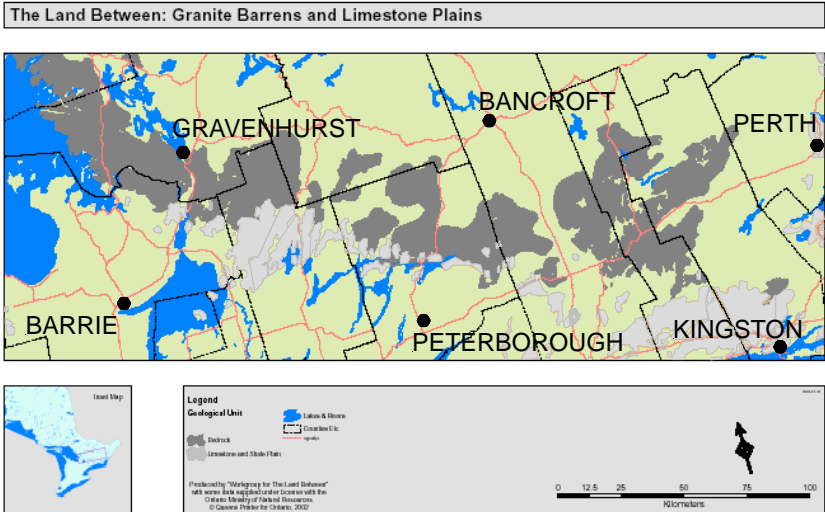 The Land Between: Granite Barrens and Limestone Plains
BANCROFT
GRAVENHURST
PERTH
BARRIE
PETERBOROUGH
KINGSTON
Inset Map
Legend
Geological Unit
Bedrock
Limestone and Shale Plain
Lakes & Rivers
Counties Etc
Produced by "Workgroup for The Land Between"
with some data supplied under License with the
Ontario Ministry of Natural Resources
© Queens Printer for Ontario, 2002
0 12.5 25 50 75 100
Kilometers